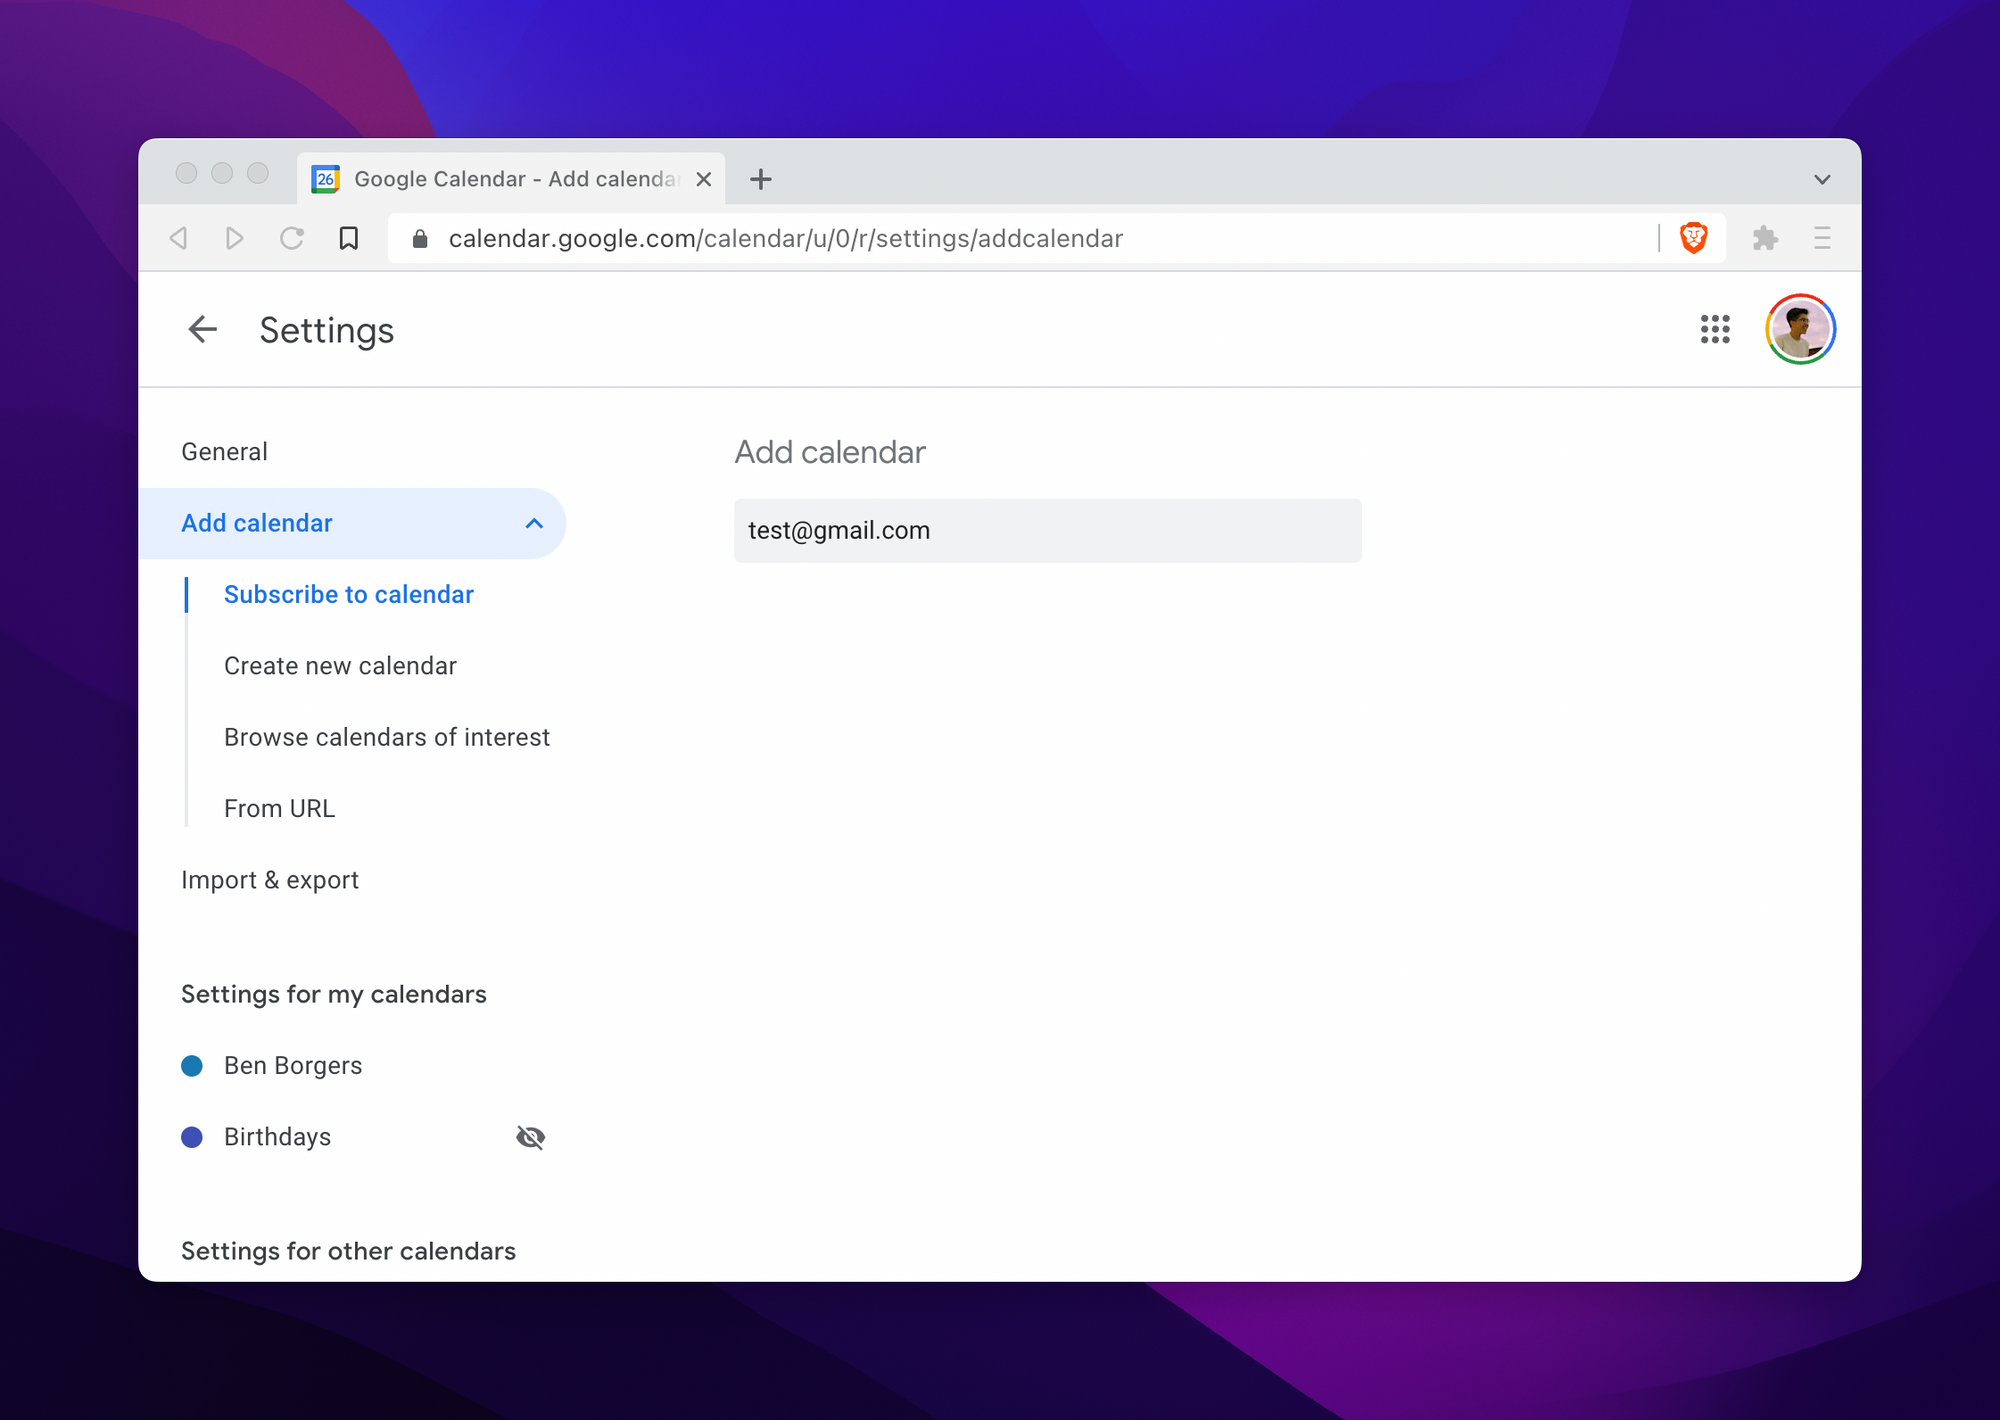 26 Google Calendar - Add calenda
calendar.google.com/calendar/u/0/r/settings/addcalendar
Settings
General
Add calendar
Subscribe to calendar
Create new calendar
Browse calendars of interest
From URL
Import & export
Settings for my calendars
Ben Borgers
Birthdays
Settings for other calendars
Add calendar
test@gmail.com